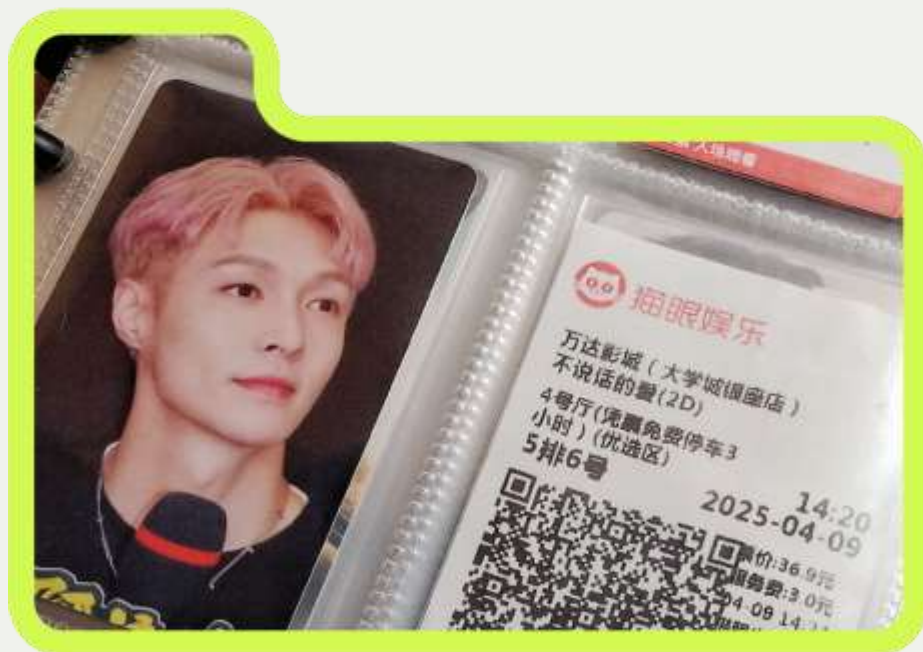 猫眼娱乐
万达影城（大学城银座店）
不说话的爱(2D)
4号厅(凭票免费停车3
小时)(优选区)
5排6号
14:20
2025-04-09
票价:36.9元
服务费:3.0元